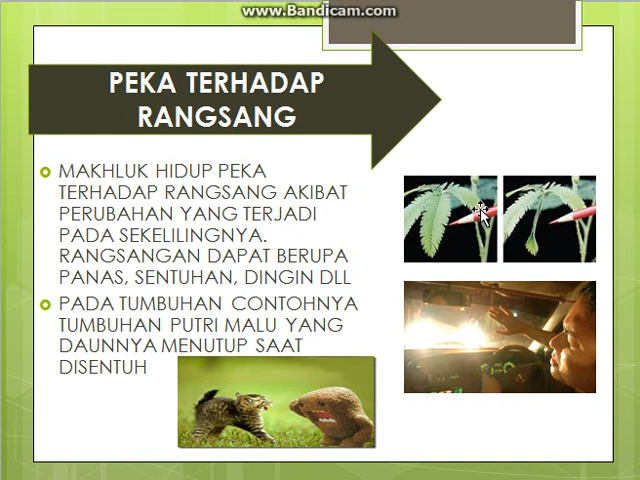 www.Bandicam.com
PEKA TERHADAP
RANGSANG
MAKHLUK HIDUP PEKA
TERHADAP RANGSANG AKIBAT
PERUBAHAN YANG TERJADI
PADA SEKELILINGNYA.
RANGSANGAN DAPAT BERUPA
PANAS, SENTUHAN, DINGIN DLL
PADA TUMBUHAN CONTOHNYA
TUMBUHAN PUTRI MALU YANG
DAUNNYA MENUTUP SAAT
DISENTUH